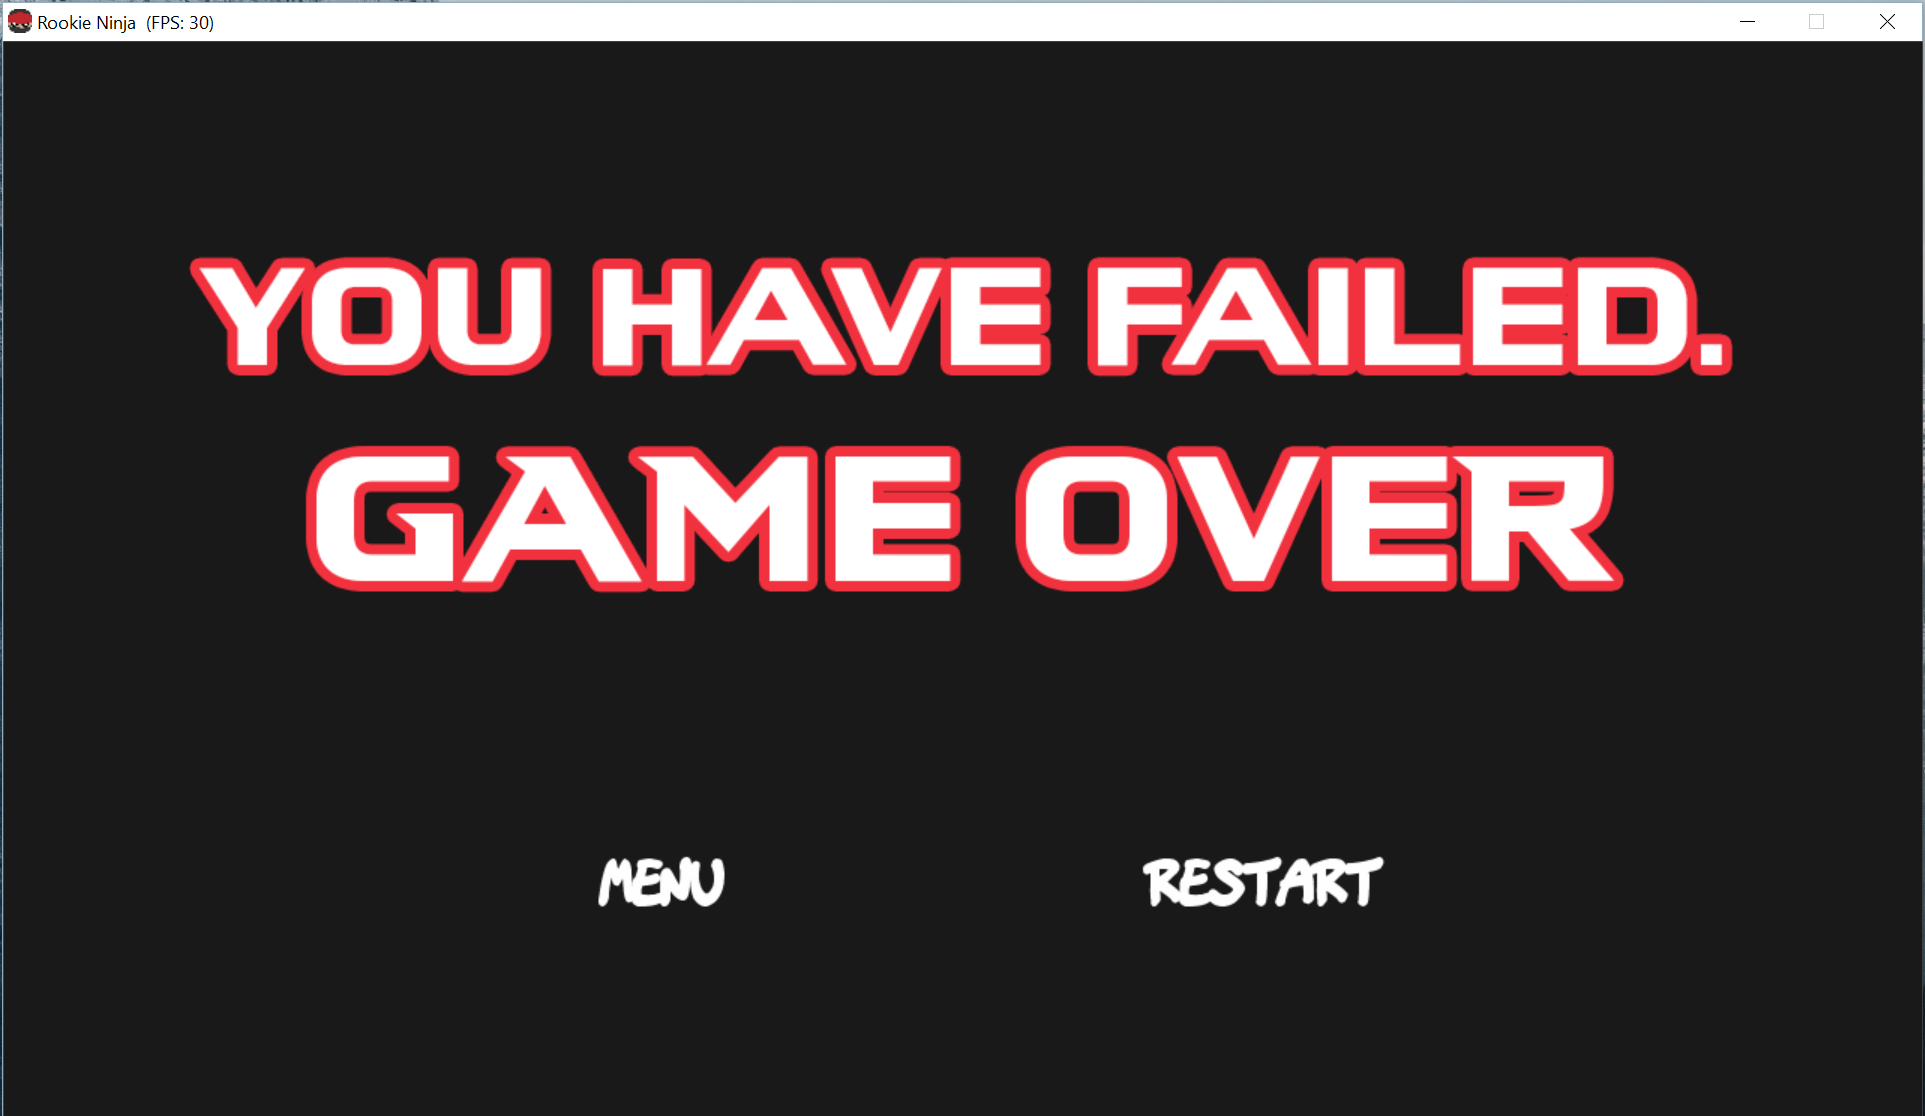 Rookie Ninja (FPS: 30)
YOU HAVE FAILED.
GAME OVER
MENU
RESTART